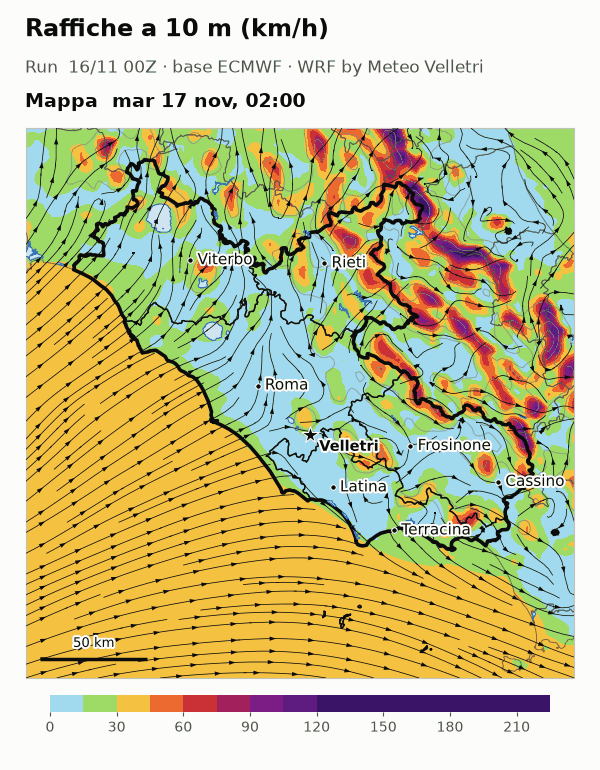 Raffiche a 10 m (km/h)
Run 16/11 00Z · base ECMWF · WRF by Meteo Velletri
Mappa mar 17 nov, 02:00
Viterbo
Rieti
Roma
Velletri
Frosinone
Cassino
Latina
Terracina
50 km
0 30 60 90 120 150 180 210